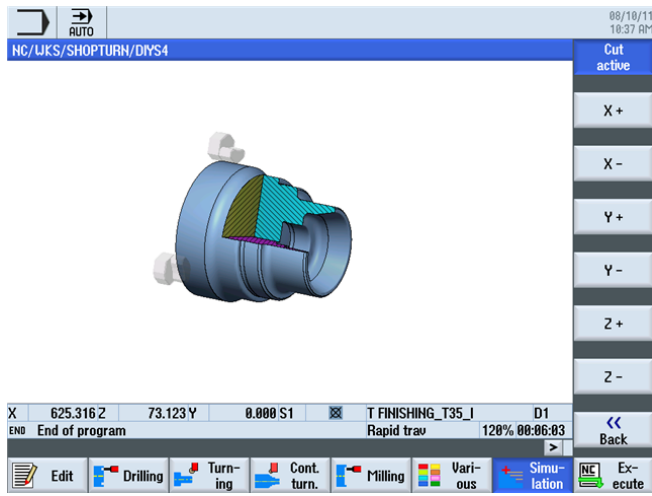 AUTO
08/10/11
10:37 AM
NC/WKS/SHOPTURN/DIYS4
Cut
active
X +
X -
Y +
Y -
Z +
Z -
<<
Back
X 625.316 Z 73.123 Y 0.000 S1 T FINISHING_T35_I D1
END End of program Rapid trav 120% 00:06:03
>
Edit
Drilling
Turn-
ing
Cont.
turn.
Milling
Vari-
ous
Simu-
lation
NC
Ex-
ecute